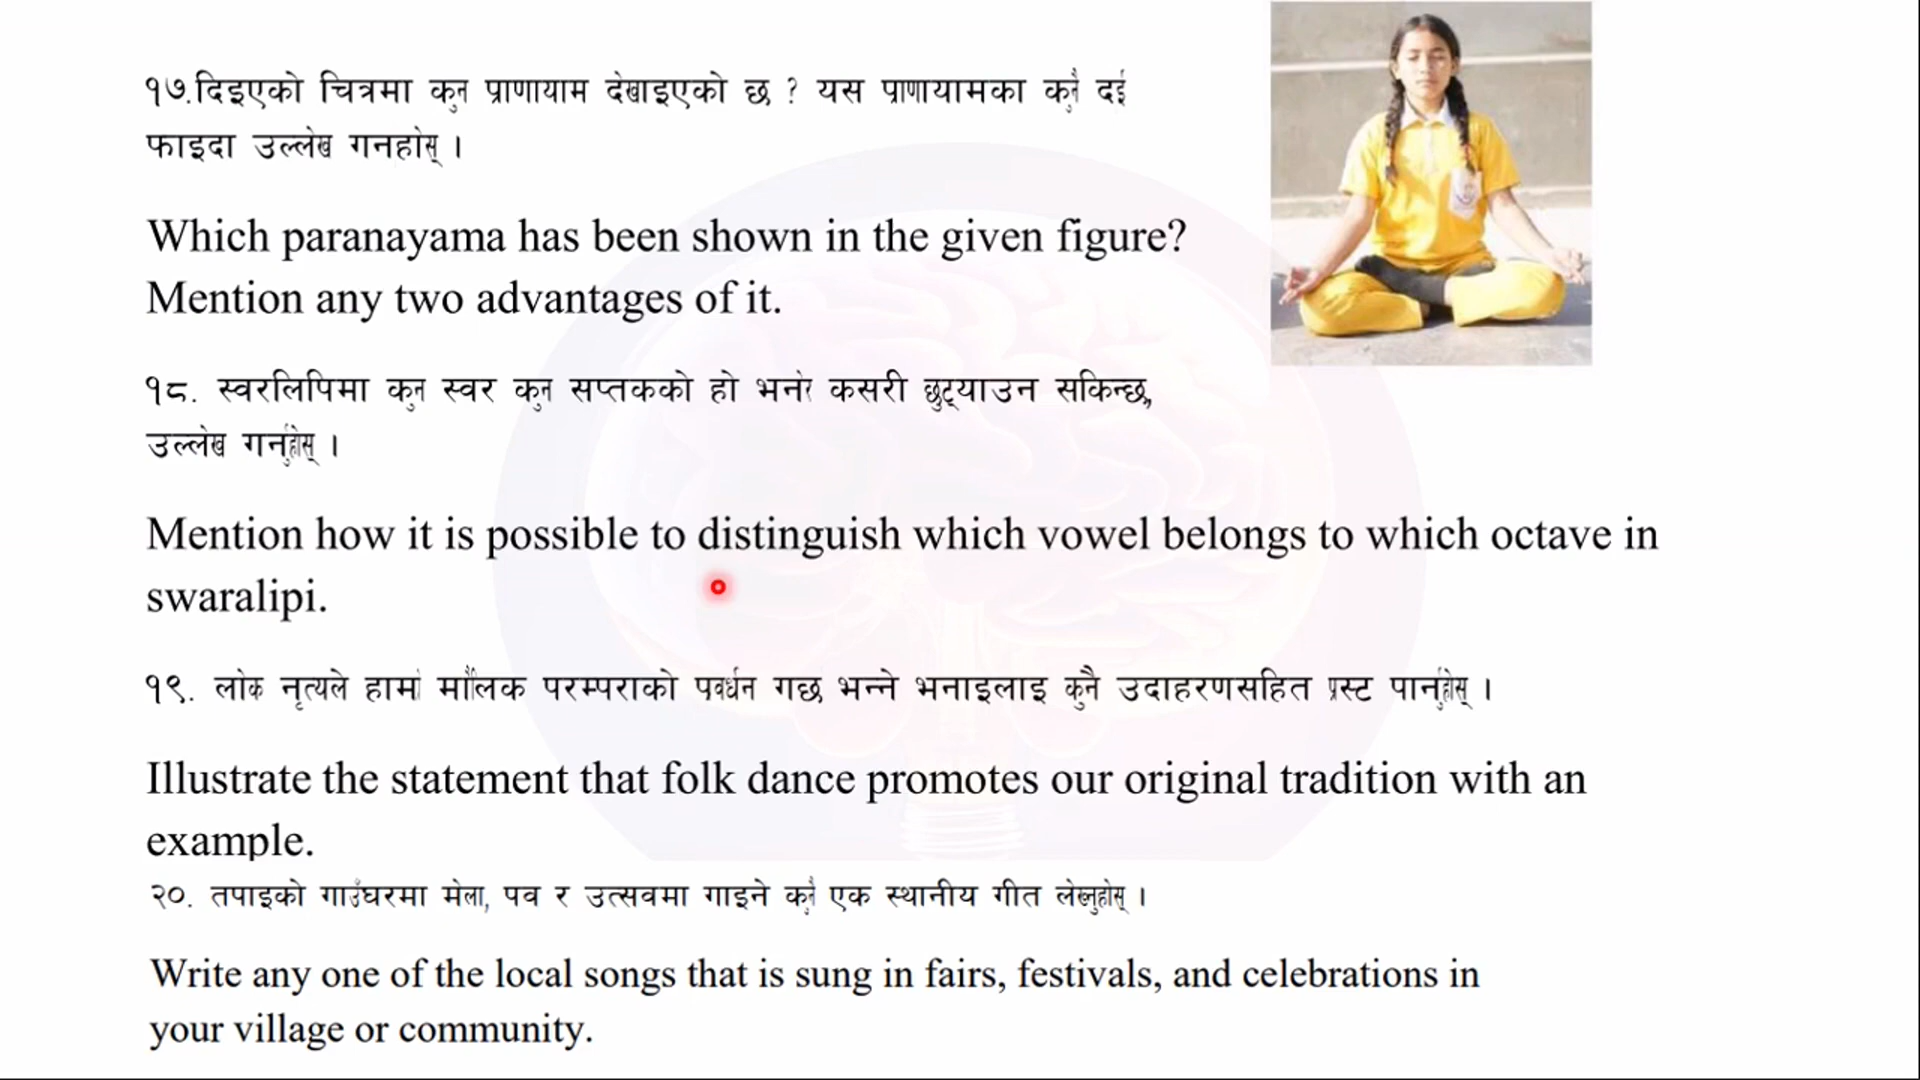 १७.दिइएको चित्रमा कुन प्राणायाम देखाइएको छ ? यस प्राणायामका कुनै दई
फाइदा उल्लेख गनहोस् ।
Which paranayama has been shown in the given figure?
Mention any two advantages of it.
१८. स्वरलिपिमा कुन स्वर कुन सप्तकको हो भनेर कसरी छुट्याउन सकिन्छ,
उल्लेख गर्नुहोस् ।
Mention how it is possible to distinguish which vowel belongs to which octave in
swaralipi.
१९. लोक नृत्यले हामा मौलिक परम्पराको पवर्धन गछ भन्ने भनाइलाइ कुनै उदाहरणसहित प्रस्ट पार्नुहोस् ।
Illustrate the statement that folk dance promotes our original tradition with an
example.
२०. तपाइको गाउँघरमा मेला, पव र उत्सवमा गाइने कुनै एक स्थानीय गीत लेख्नुहोस् ।
Write any one of the local songs that is sung in fairs, festivals, and celebrations in
your village or community.